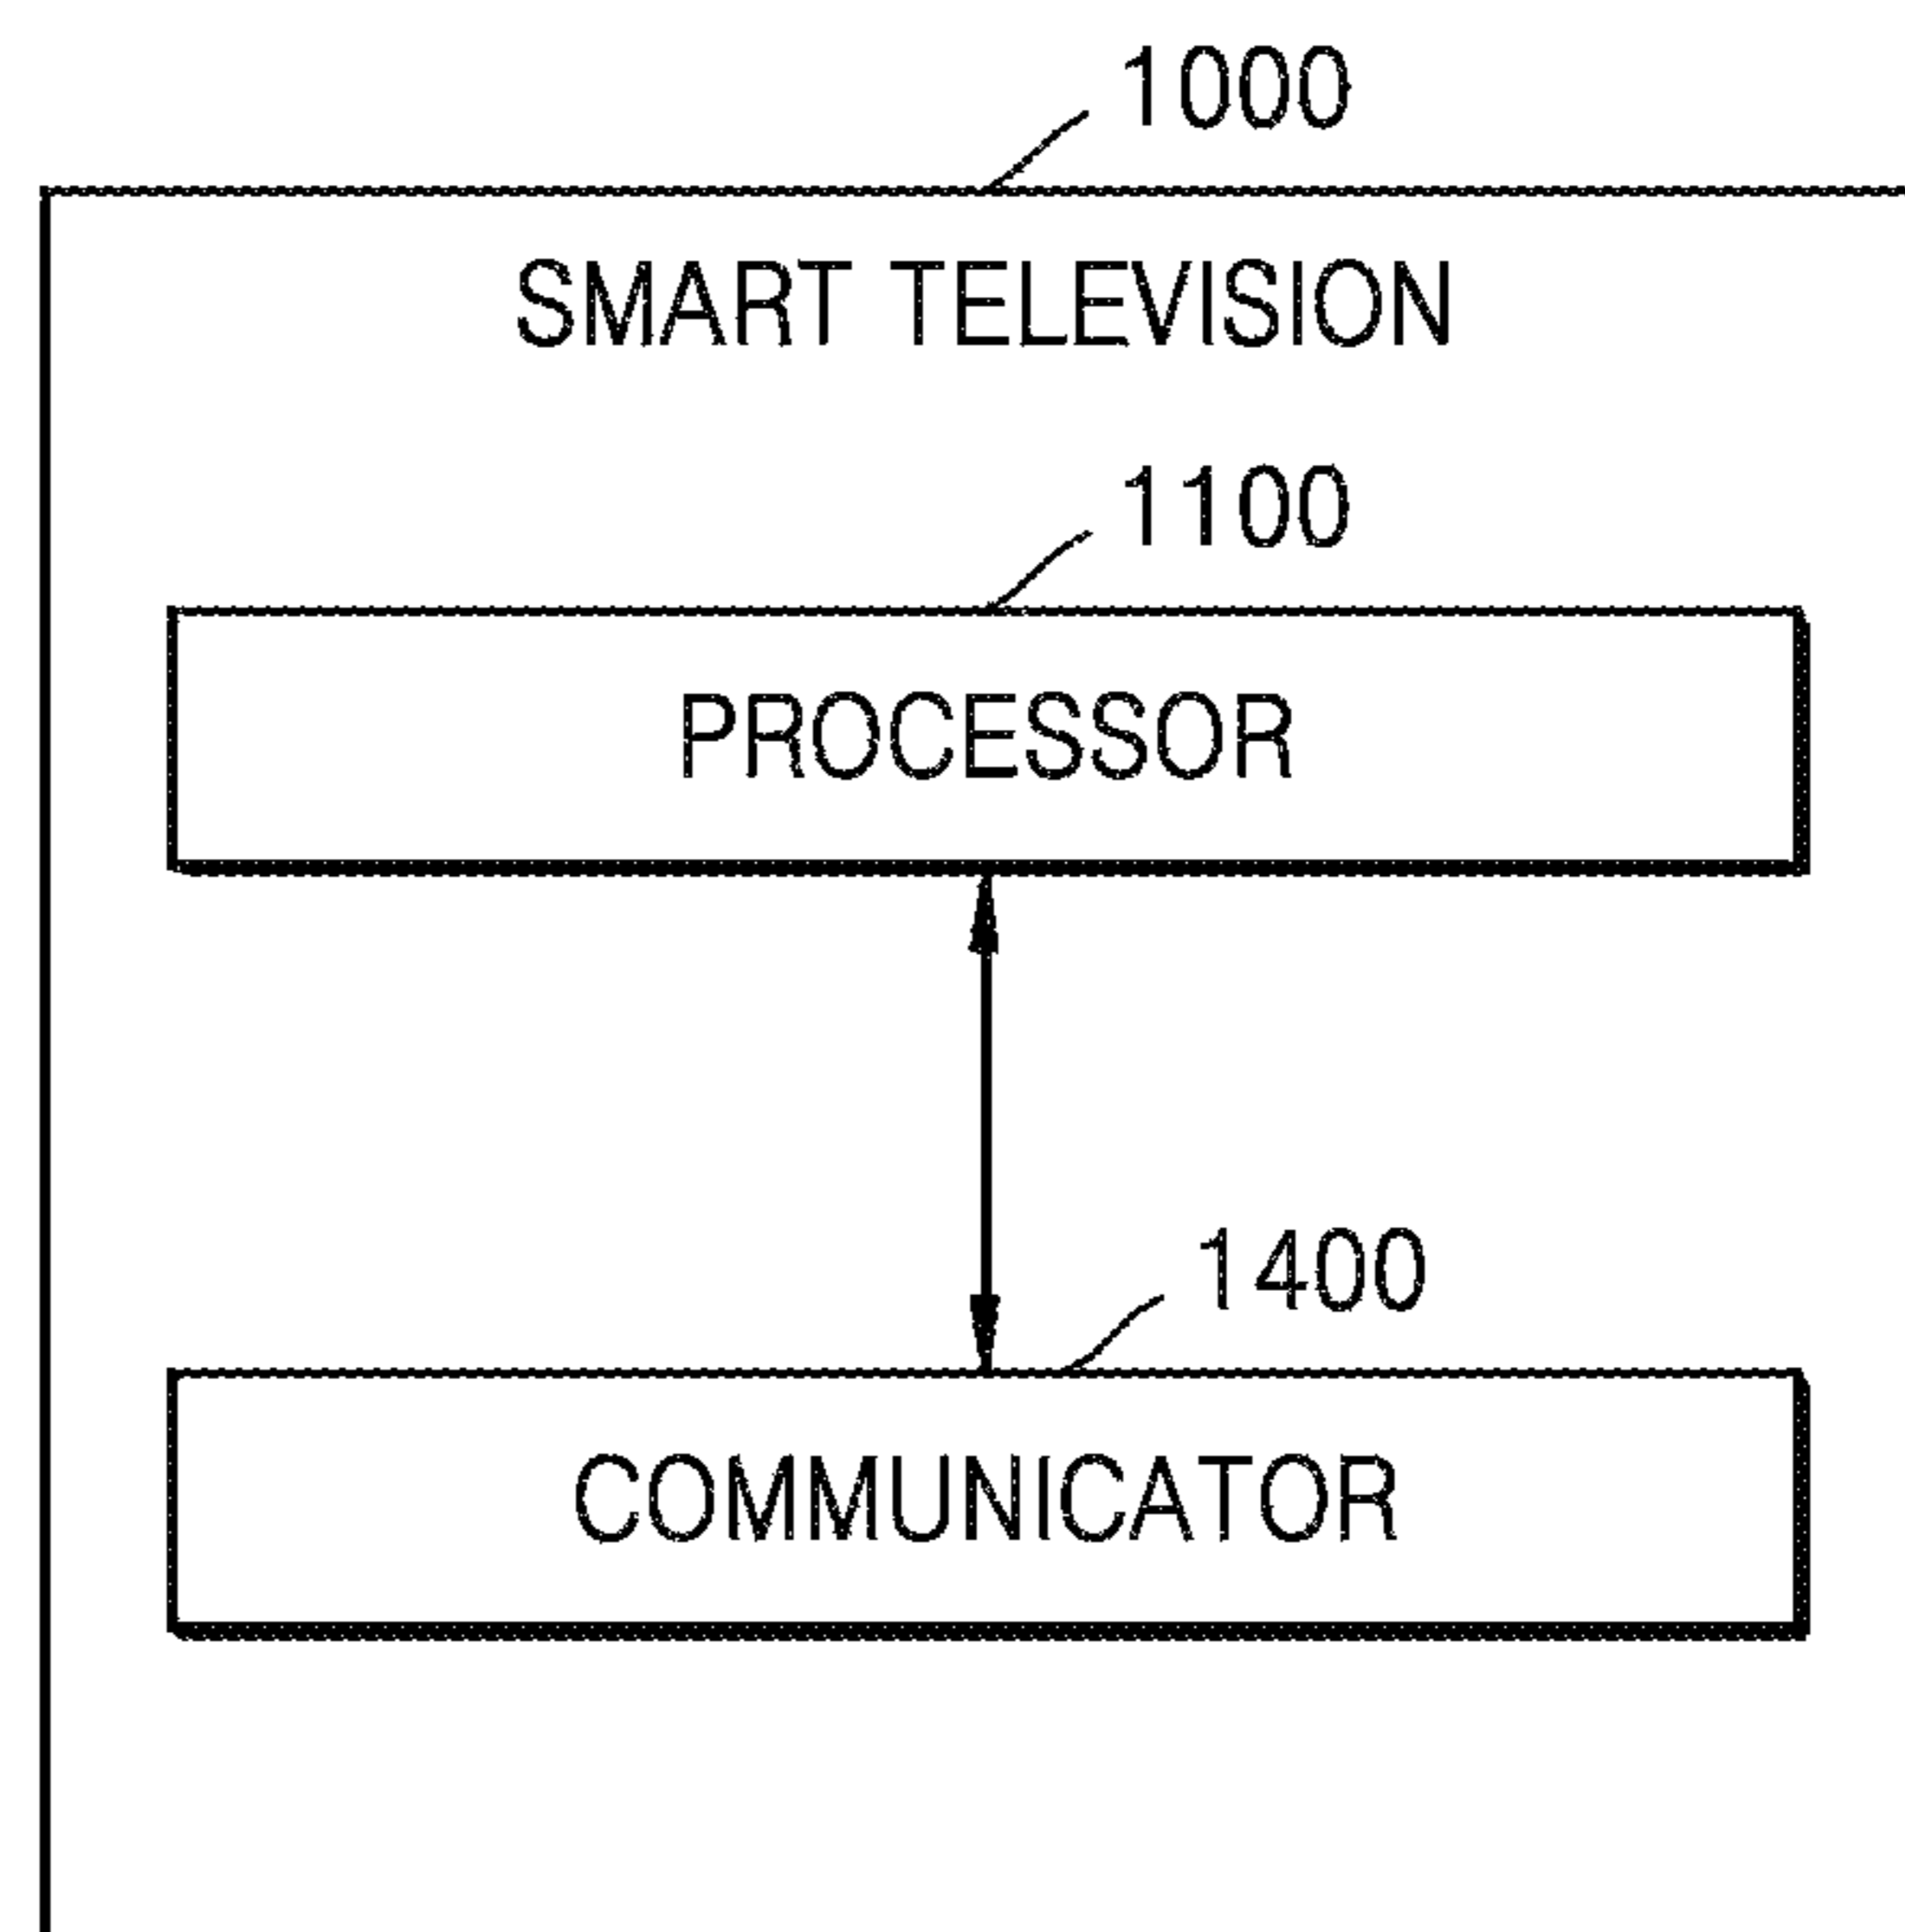 1000
SMART TELEVISION
1100
PROCESSOR
1400
COMMUNICATOR